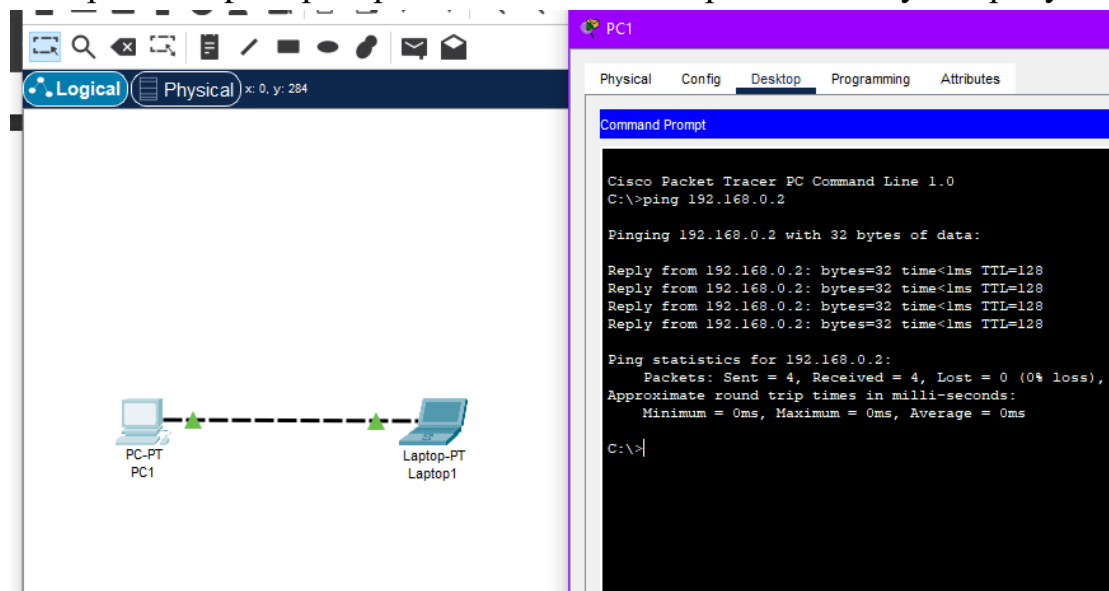 PC1
Logical
Physical
x: 0, y: 284
Physical Config Desktop Programming Attributes
Command Prompt
Cisco Packet Tracer PC Command Line 1.0
C:\>ping 192.168.0.2
Pinging 192.168.0.2 with 32 bytes of data:
Reply from 192.168.0.2: bytes=32 time<1ms TTL=128
Reply from 192.168.0.2: bytes=32 time<1ms TTL=128
Reply from 192.168.0.2: bytes=32 time<1ms TTL=128
Reply from 192.168.0.2: bytes=32 time<1ms TTL=128
Ping statistics for 192.168.0.2:
Packets: Sent = 4, Received = 4, Lost = 0 (0% loss),
Approximate round trip times in milli-seconds:
Minimum = 0ms, Maximum = 0ms, Average = 0ms
C:\>
PC-PT
PC1
Laptop-PT
Laptop1